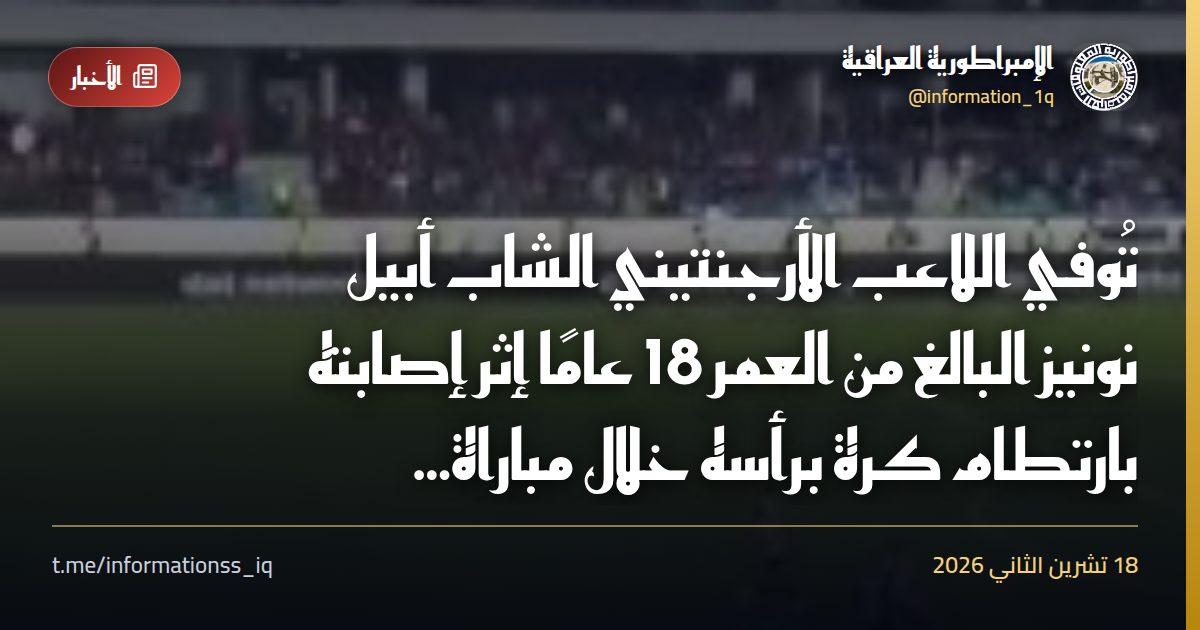 الإمبراطورية العراقية
@information_1q
الأخبار
تُوفي اللاعب الأرجنتيني الشاب أبيل
نونيز البالغ من العمر 18 عامًا إثر إصابته
بارتطام كرة برأسه خلال مباراة...
18 تشرين الثاني 2026
t.me/informationss_iq